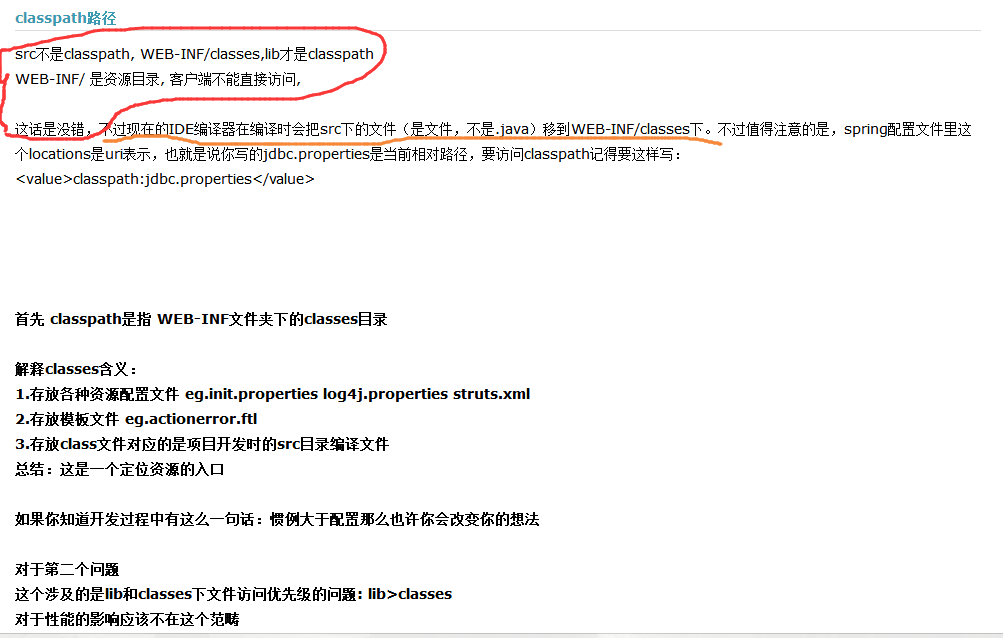 classpath路径
src不是classpath, WEB-INF/classes,lib才是classpath
WEB-INF/ 是资源目录, 客户端不能直接访问,
这话是没错，不过现在的IDE编译器在编译时会把src下的文件（是文件，不是.java）移到WEB-INF/classes下。不过值得注意的是，spring配置文件里这
个locations是uri表示，也就是说你写的jdbc.properties是当前相对路径，要访问classpath记得要这样写：
<value>classpath:jdbc.properties</value>
首先 classpath是指 WEB-INF文件夹下的classes目录
解释classes含义：
1.存放各种资源配置文件 eg.init.properties log4j.properties struts.xml
2.存放模板文件 eg.actionerror.ftl
3.存放class文件对应的是项目开发时的src目录编译文件
总结：这是一个定位资源的入口
如果你知道开发过程中有这么一句话：惯例大于配置那么也许你会改变你的想法
对于第二个问题
这个涉及的是lib和classes下文件访问优先级的问题: lib>classes
对于性能的影响应该不在这个范畴